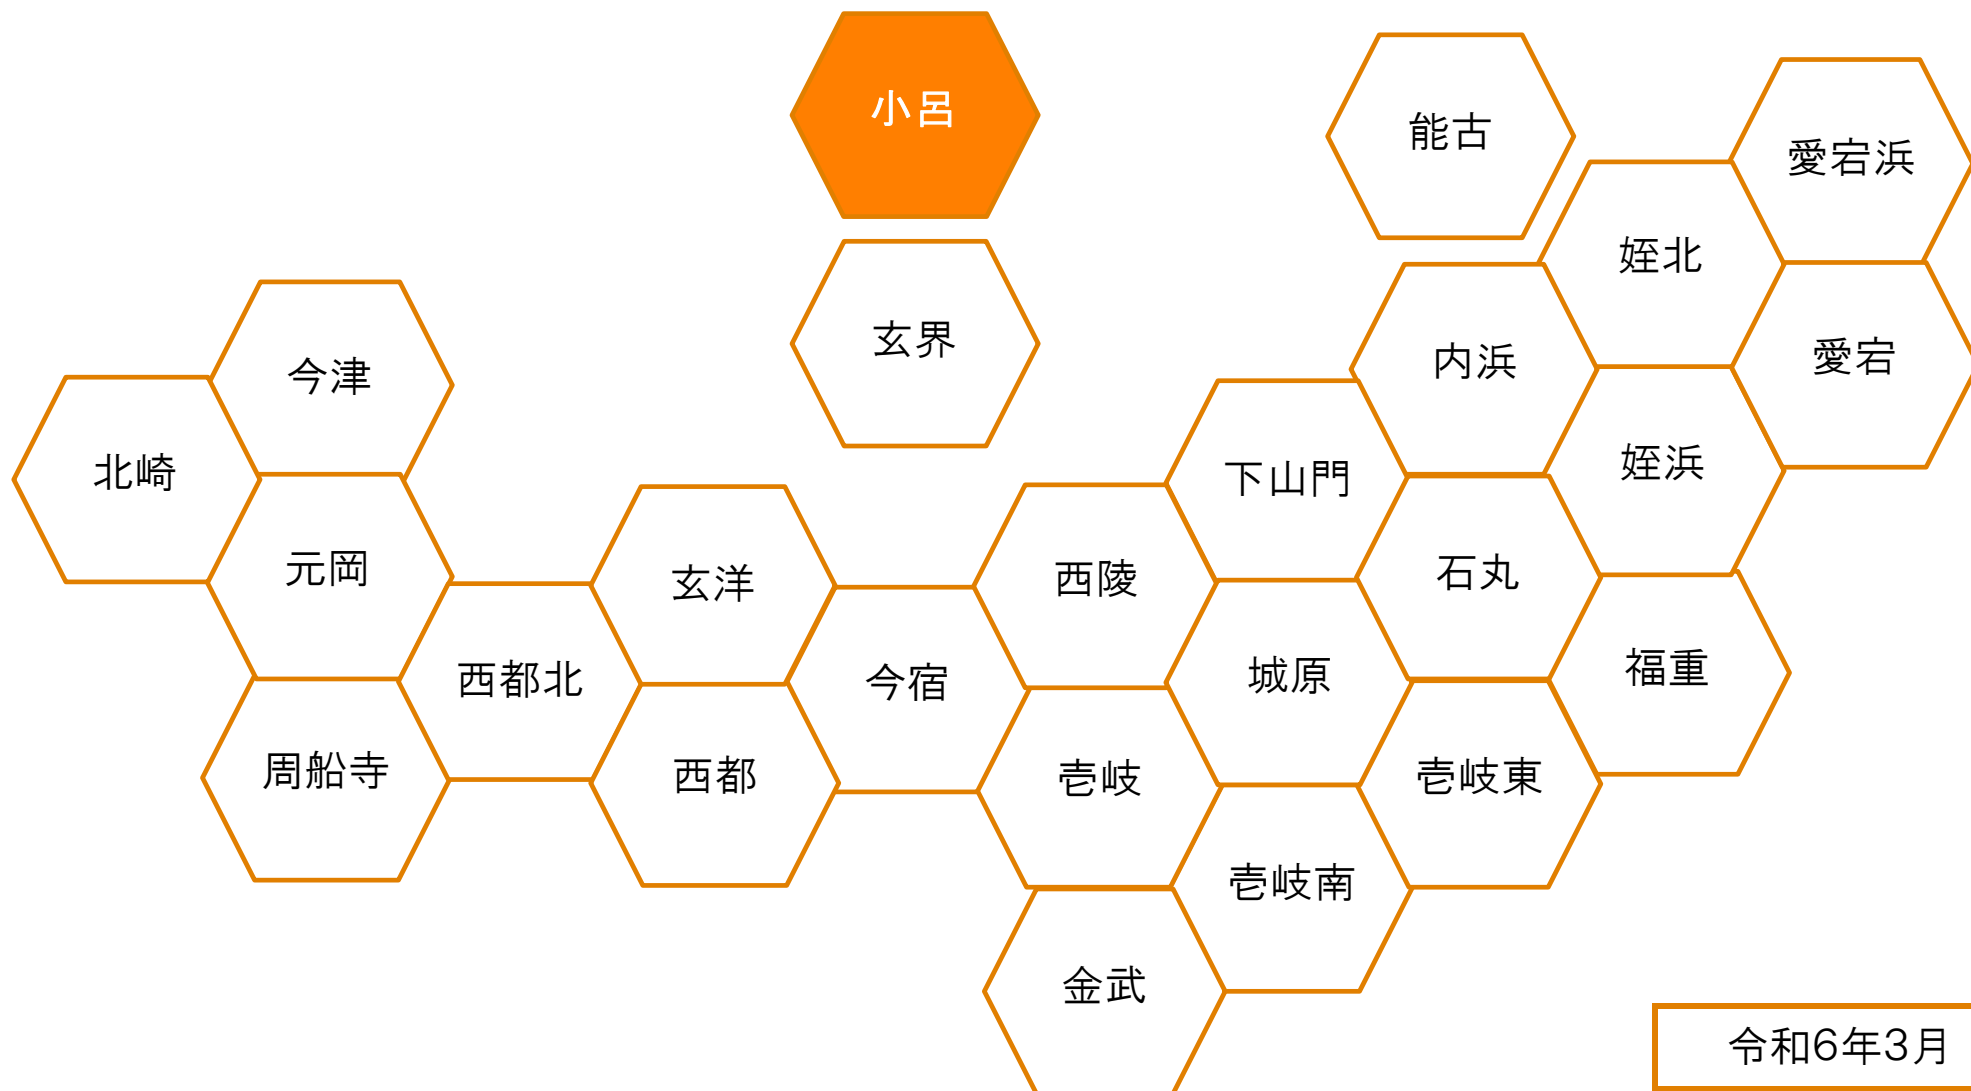 小呂
能古
愛宕浜
姪北
玄界
内浜
愛宕
今津
北崎
下山門
姪浜
元岡
玄洋
西陵
石丸
西都北
今宿
城原
福重
周船寺
西都
壱岐
壱岐東
壱岐南
金武
令和6年3月